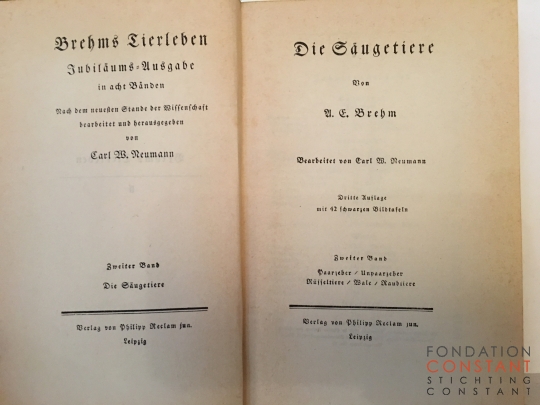 Brehms Tierleben
Jubiläums-Ausgabe
in acht Bänden
Nach dem neuesten Stande der Wissenschaft
bearbeitet und herausgegeben
von
Carl W. Neumann
Zweiter Band
Die Säugetiere
Verlag von Philipp Reclam jun.
Leipzig
Die Säugetiere
Von
A. E. Brehm
Bearbeitet von Carl W. Neumann
Dritte Auflage
mit 42 schwarzen Bildtafeln
Zweiter Band
Paarzeher / Unpaarzeher
Rüsseltiere / Wale / Raubtiere
Verlag von Philipp Reclam jun.
Leipzig
FONDATION
CONSTANT
STICHTING
CONSTANT